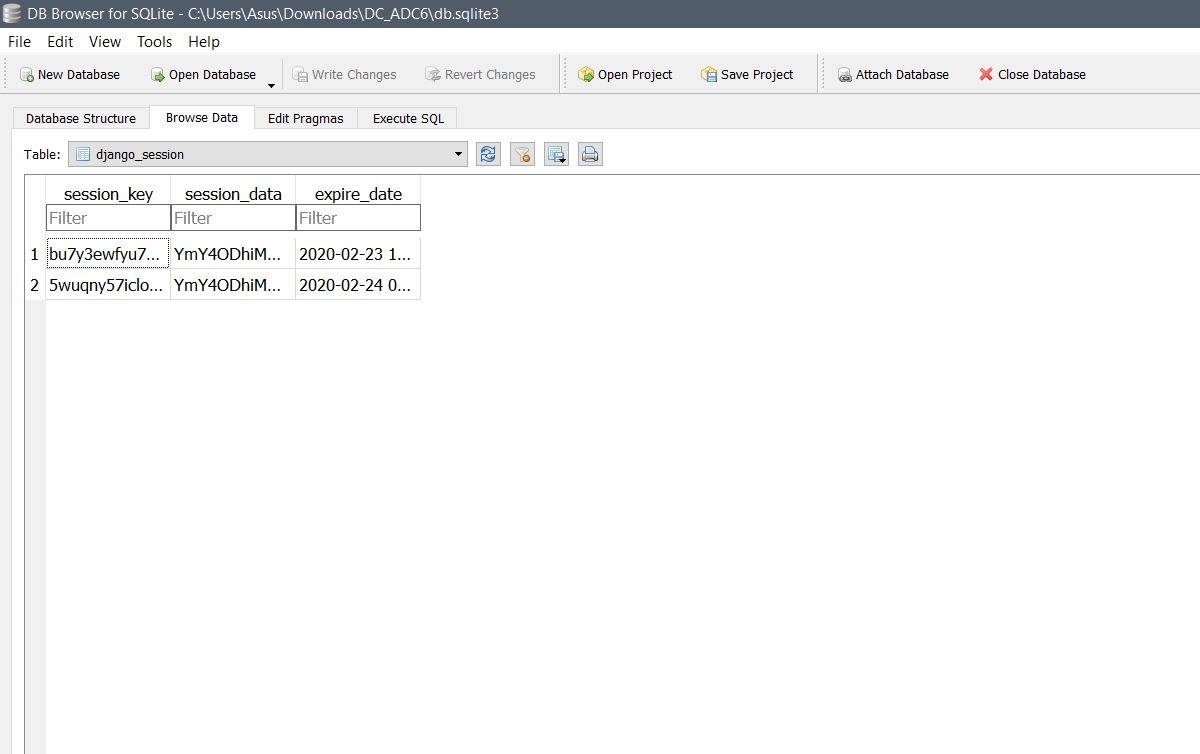 DB Browser for SQLite - C:\Users\Asus\Downloads\DC_ADC6\db.sqlite3
File Edit View Tools Help
New Database Open Database Write Changes Revert Changes Open Project Save Project Attach Database Close Database
Database Structure Browse Data Edit Pragmas Execute SQL
Table: django_session
session_key session_data expire_date
Filter Filter Filter
1 bu7y3ewfyu7... YmY4ODhiM... 2020-02-23 1...
2 5wuqny57iclo... YmY4ODhiM... 2020-02-24 0...